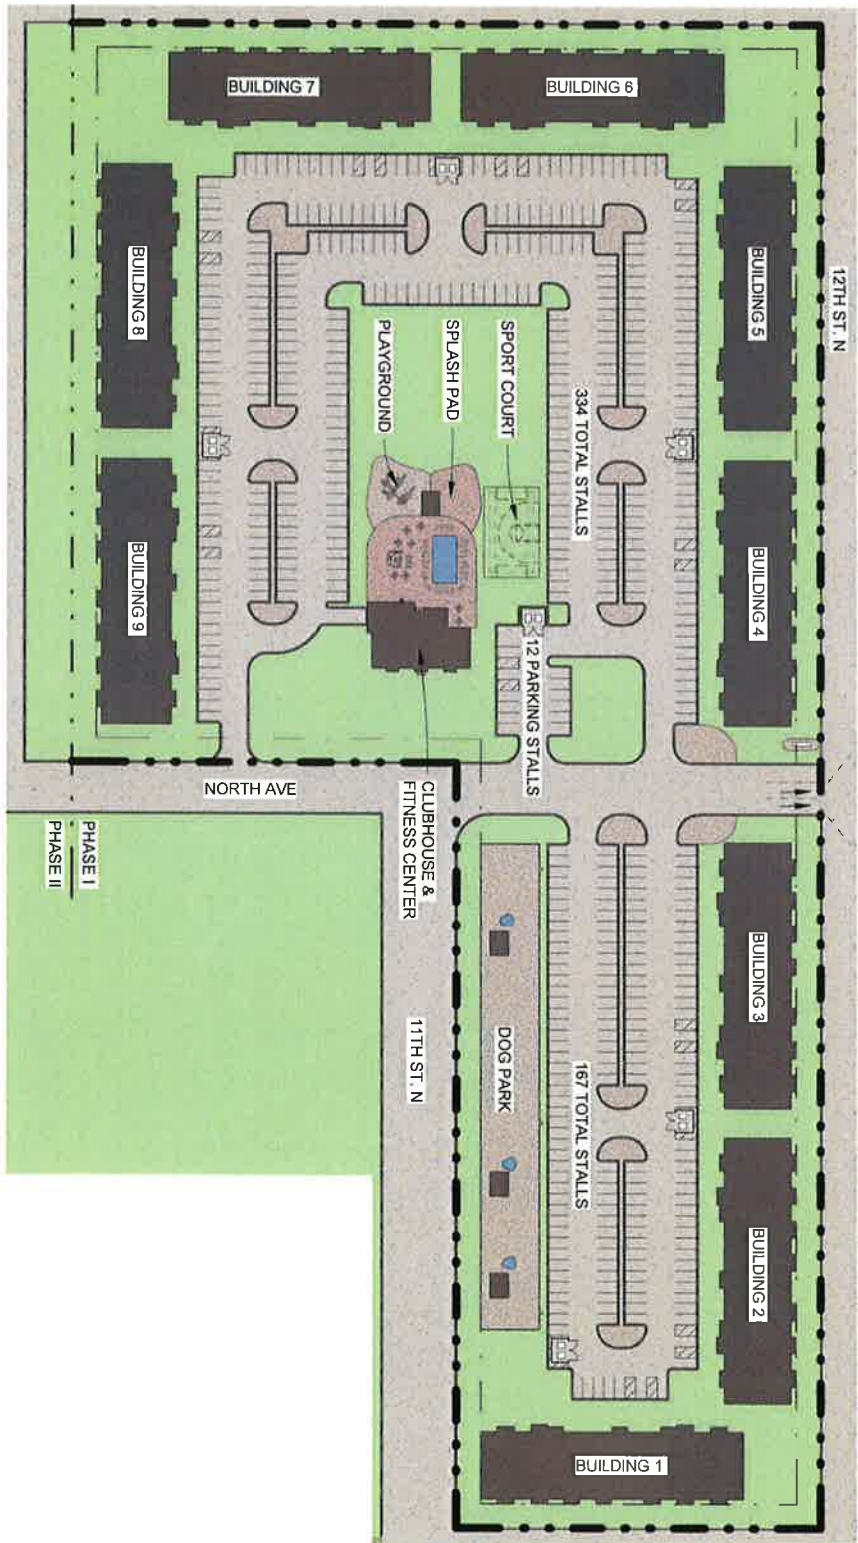 BUILDING 7
BUILDING 6
12TH ST. N
BUILDING 8
BUILDING 5
PLAYGROUND
SPLASH PAD
SPORT COURT
334 TOTAL STALLS
BUILDING 9
BUILDING 4
12 PARKING STALLS
NORTH AVE
CLUBHOUSE &
FITNESS CENTER
PHASE I
PHASE II
BUILDING 3
11TH ST. N
DOG PARK
167 TOTAL STALLS
BUILDING 2
BUILDING 1